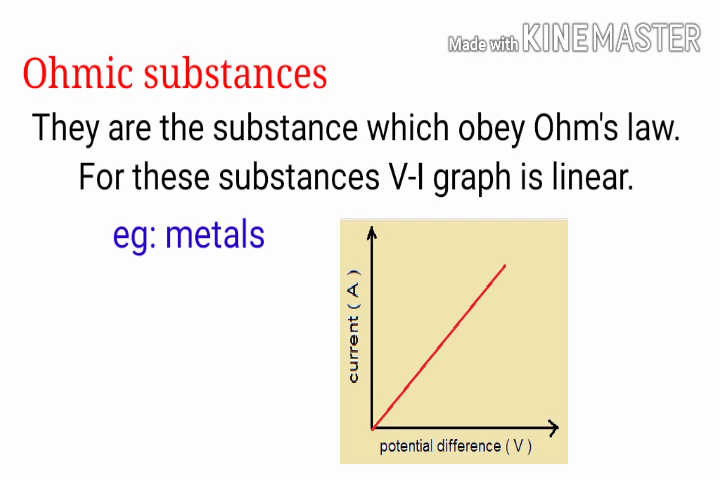 Made with KINEMASTER
Ohmic substances
They are the substance which obey Ohm's law.
For these substances V-I graph is linear.
eg: metals
current ( A )
potential difference ( V )